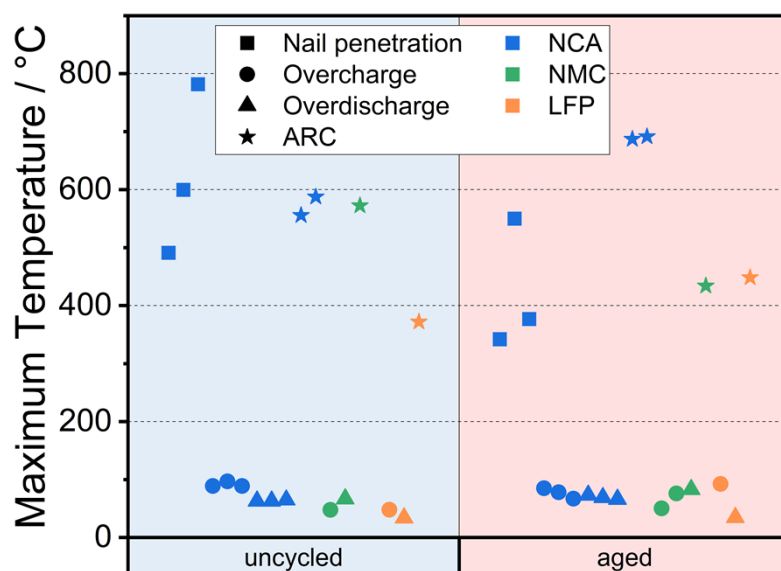 Maximum Temperature / °C
800
600
400
200
0
Nail penetration
Overcharge
Overdischarge
ARC
NCA
NMC
LFP
uncycled
aged